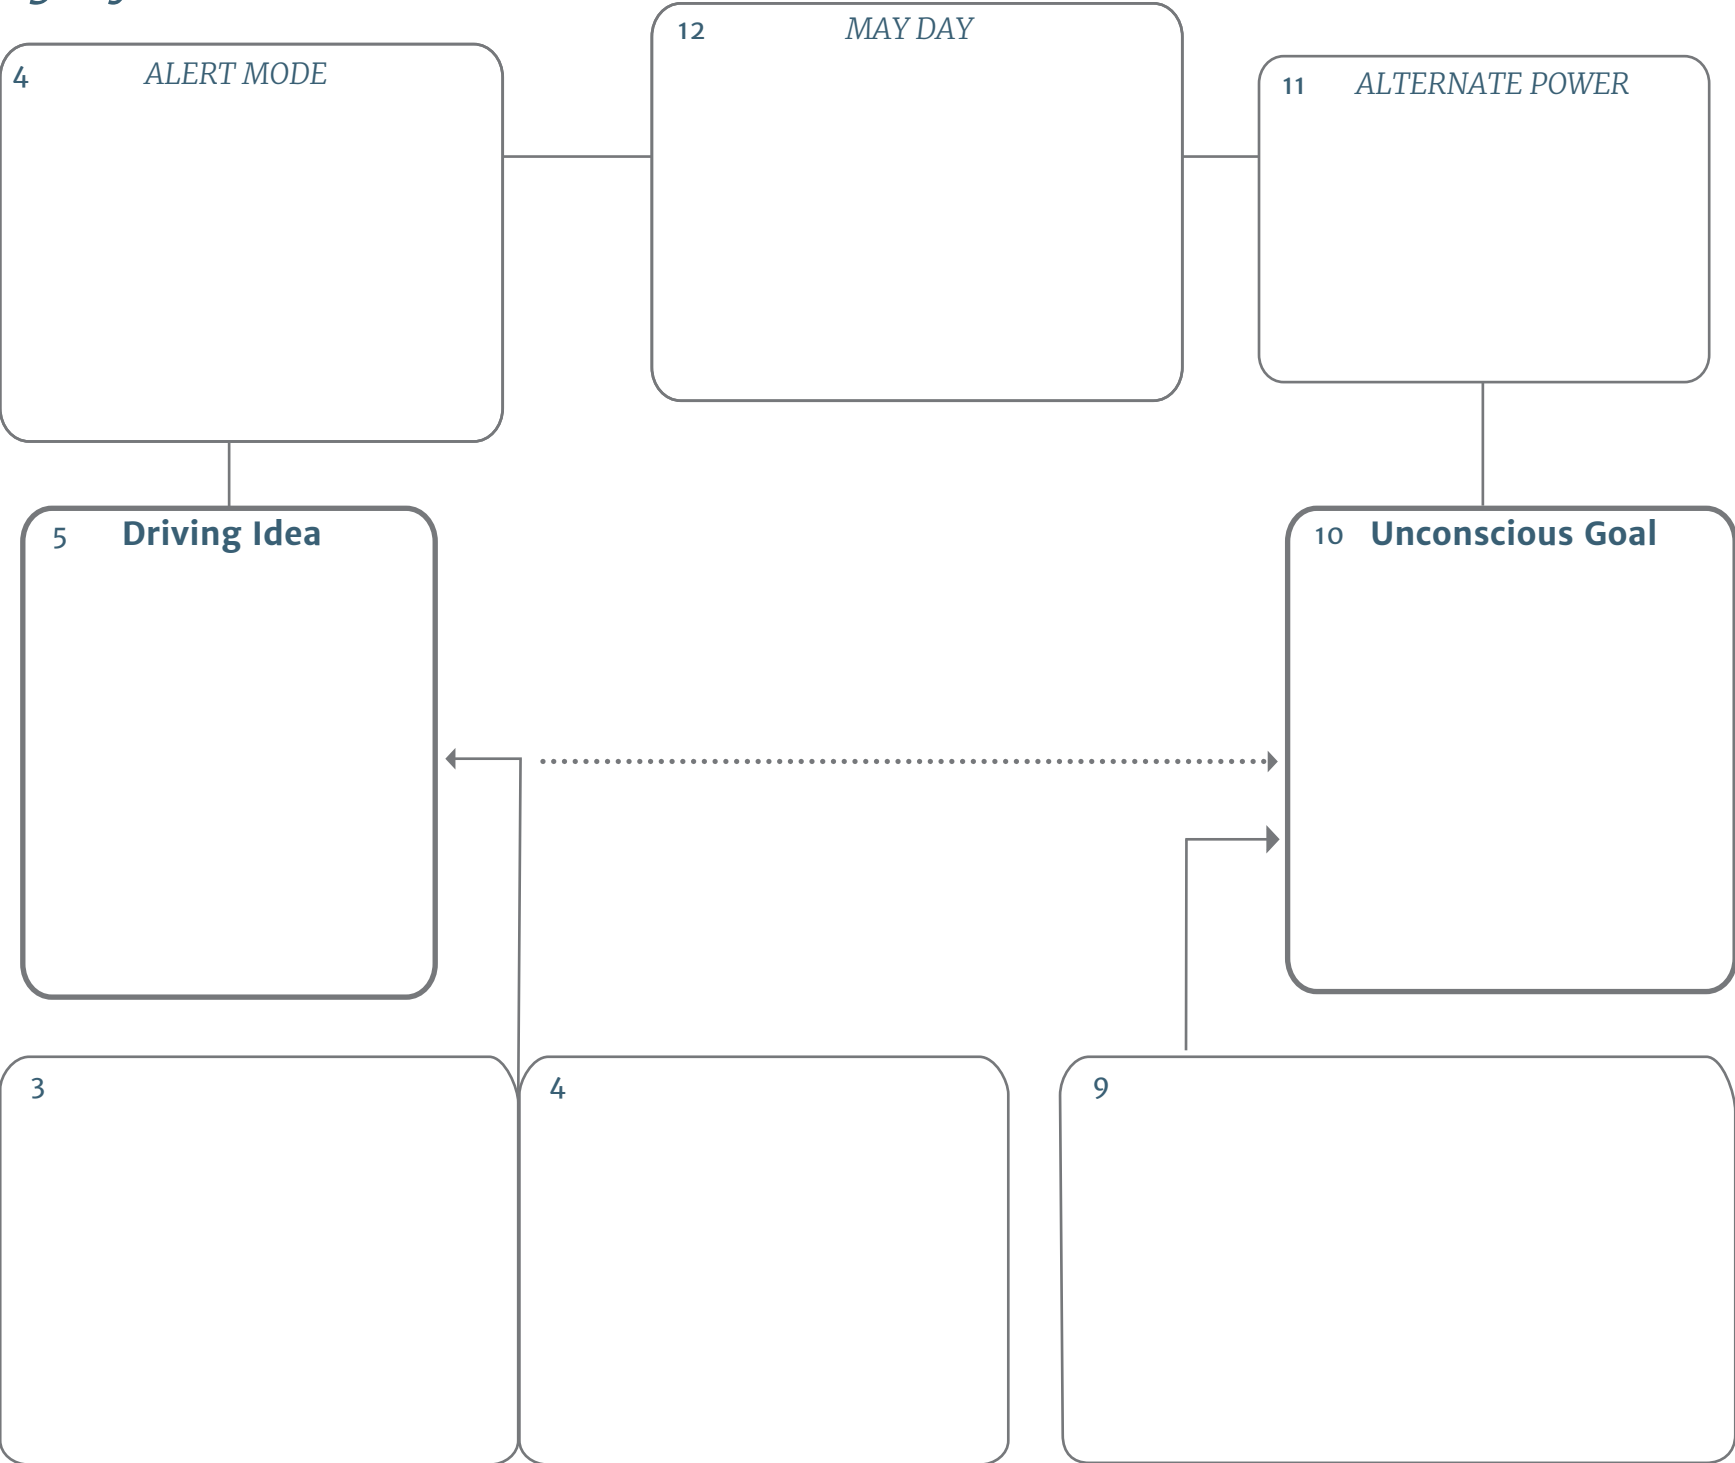 12 MAY DAY
4 ALERT MODE
11 ALTERNATE POWER
5 Driving Idea
10 Unconscious Goal
3
4
9